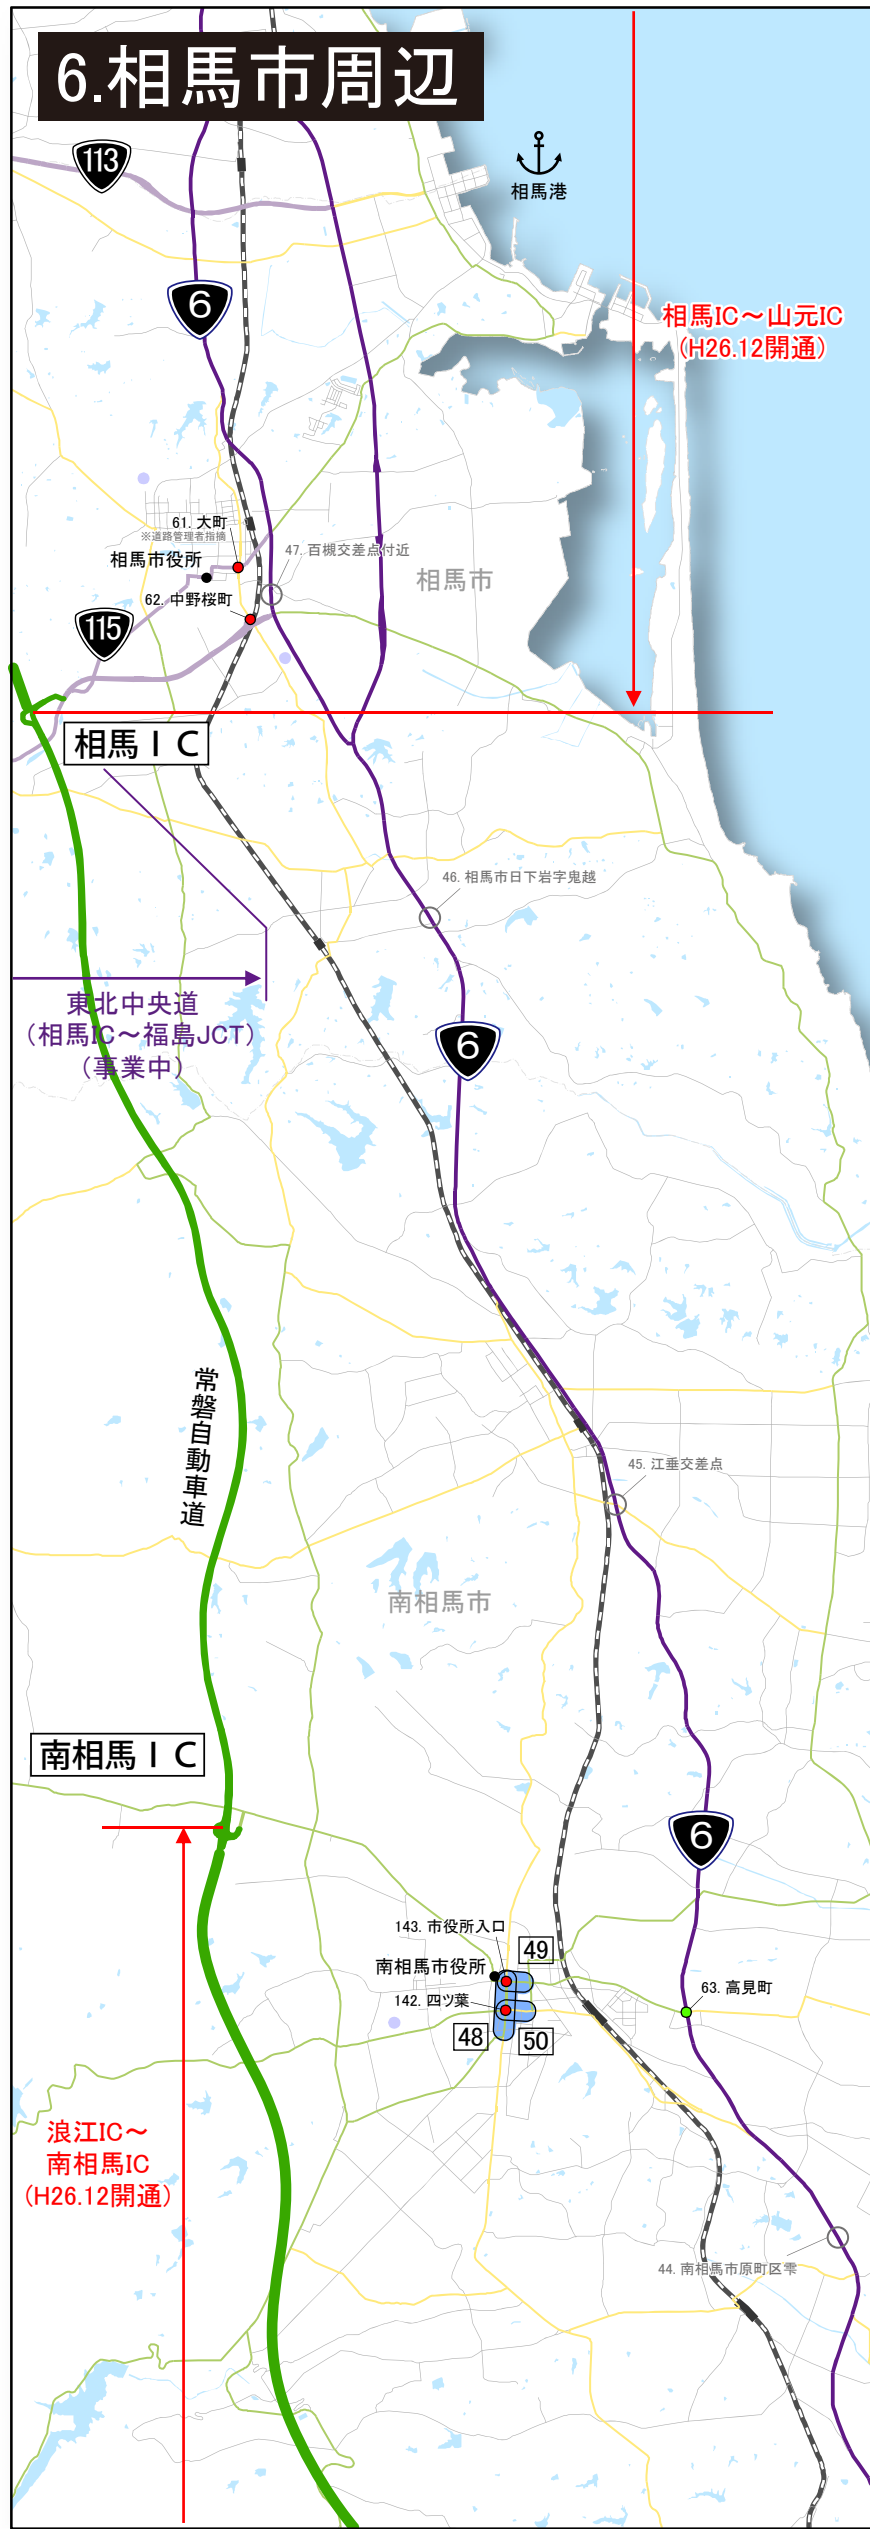 6.相馬市周辺
113
相馬港
6
相馬IC～山元IC
(H26.12開通)
61. 大町
※道路管理者指摘
相馬市役所
47. 百槻交差点付近
相馬市
62. 中野桜町
115
相馬ＩＣ
46. 相馬市日下岩字鬼越
東北中央道
(相馬IC～福島JCT)
(事業中)
6
常磐自動車道
45. 江垂交差点
南相馬市
南相馬ＩＣ
6
143. 市役所入口
49
南相馬市役所
63. 高見町
142. 四ツ葉
48
50
浪江IC～
南相馬IC
(H26.12開通)
44. 南相馬市原町区雫